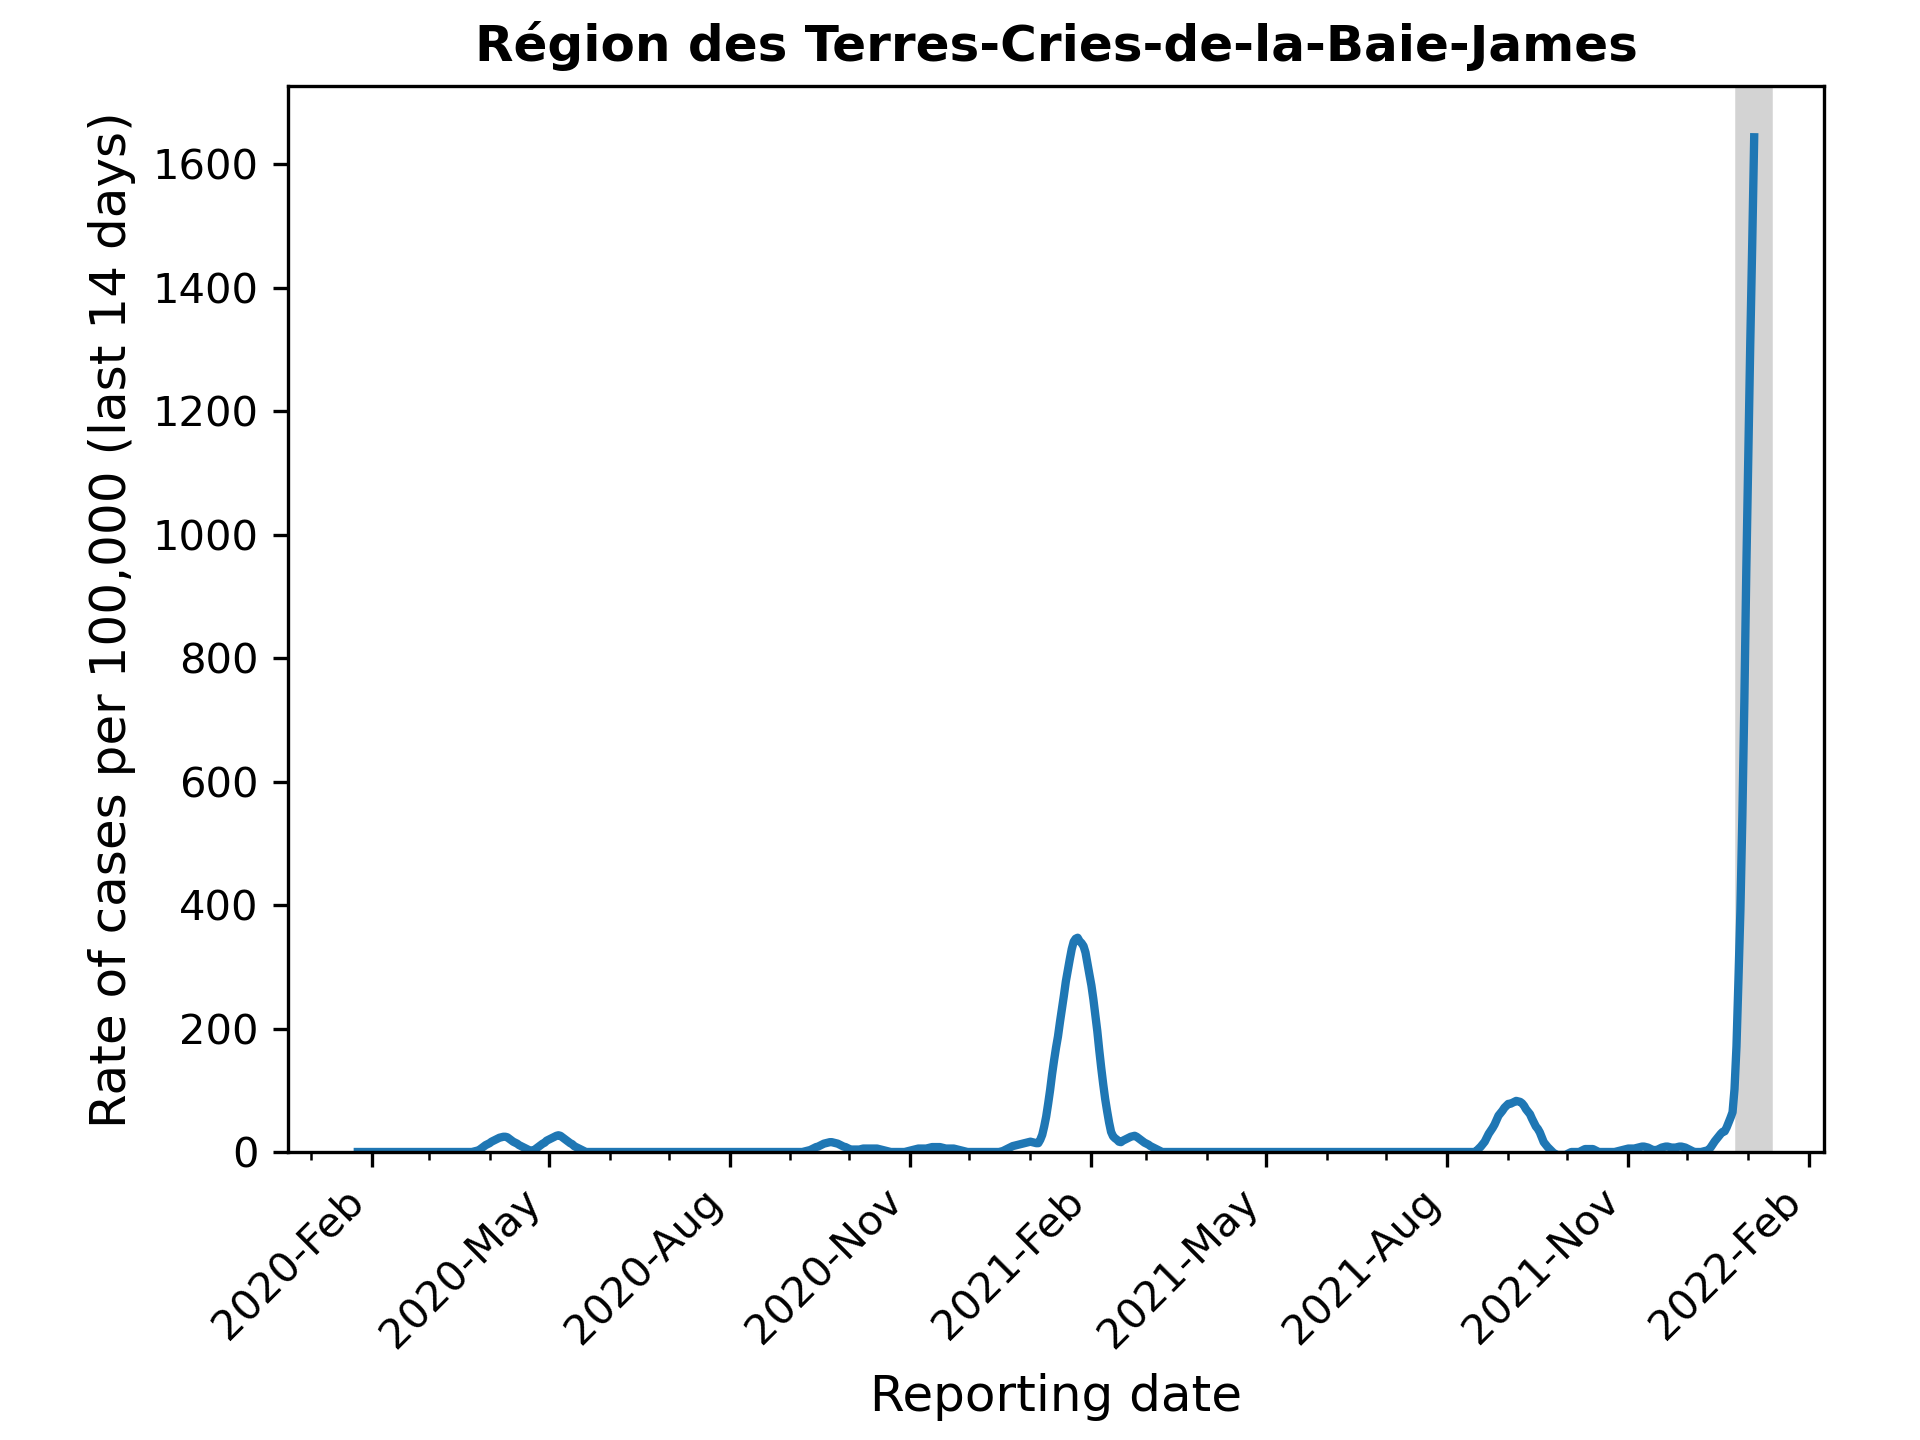 Région des Terres-Cries-de-la-Baie-James
Rate of cases per 100,000 (last 14 days)
1600
1400
1200
1000
800
600
400
200
0
2020-Feb
2020-May
2020-Aug
2020-Nov
2021-Feb
2021-May
2021-Aug
2021-Nov
2022-Feb
Reporting date